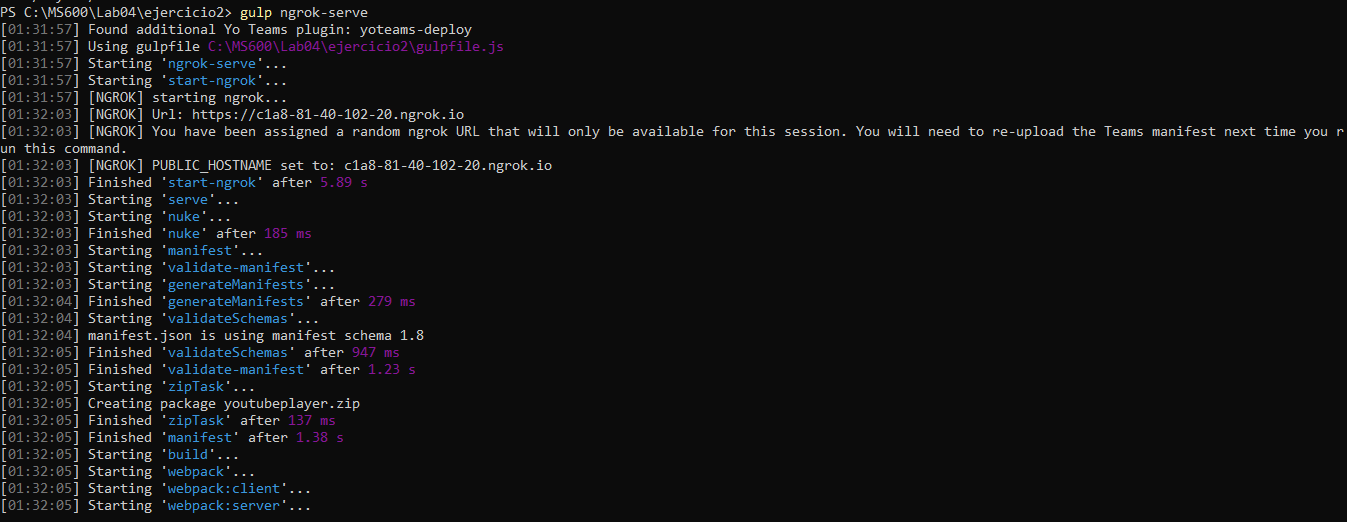 PS C:\MS600\Lab04\ejercicio2> gulp ngrok-serve
[01:31:57] Found additional Yo Teams plugin: yoteams-deploy
[01:31:57] Using gulpfile C:\MS600\Lab04\ejercicio2\gulpfile.js
[01:31:57] Starting 'ngrok-serve'...
[01:31:57] Starting 'start-ngrok'...
[01:31:57] [NGROK] starting ngrok...
[01:32:03] [NGROK] Url: https://c1a8-81-40-102-20.ngrok.io
[01:32:03] [NGROK] You have been assigned a random ngrok URL that will only be available for this session. You will need to re-upload the Teams manifest next time you r
un this command.
[01:32:03] [NGROK] PUBLIC_HOSTNAME set to: c1a8-81-40-102-20.ngrok.io
[01:32:03] Finished 'start-ngrok' after 5.89 s
[01:32:03] Starting 'serve'...
[01:32:03] Starting 'nuke'...
[01:32:03] Finished 'nuke' after 185 ms
[01:32:03] Starting 'manifest'...
[01:32:03] Starting 'validate-manifest'...
[01:32:03] Starting 'generateManifests'...
[01:32:04] Finished 'generateManifests' after 279 ms
[01:32:04] Starting 'validateSchemas'...
[01:32:04] manifest.json is using manifest schema 1.8
[01:32:05] Finished 'validateSchemas' after 947 ms
[01:32:05] Finished 'validate-manifest' after 1.23 s
[01:32:05] Starting 'zipTask'...
[01:32:05] Creating package youtubeplayer.zip
[01:32:05] Finished 'zipTask' after 137 ms
[01:32:05] Finished 'manifest' after 1.38 s
[01:32:05] Starting 'build'...
[01:32:05] Starting 'webpack'...
[01:32:05] Starting 'webpack:client'...
[01:32:05] Starting 'webpack:server'...